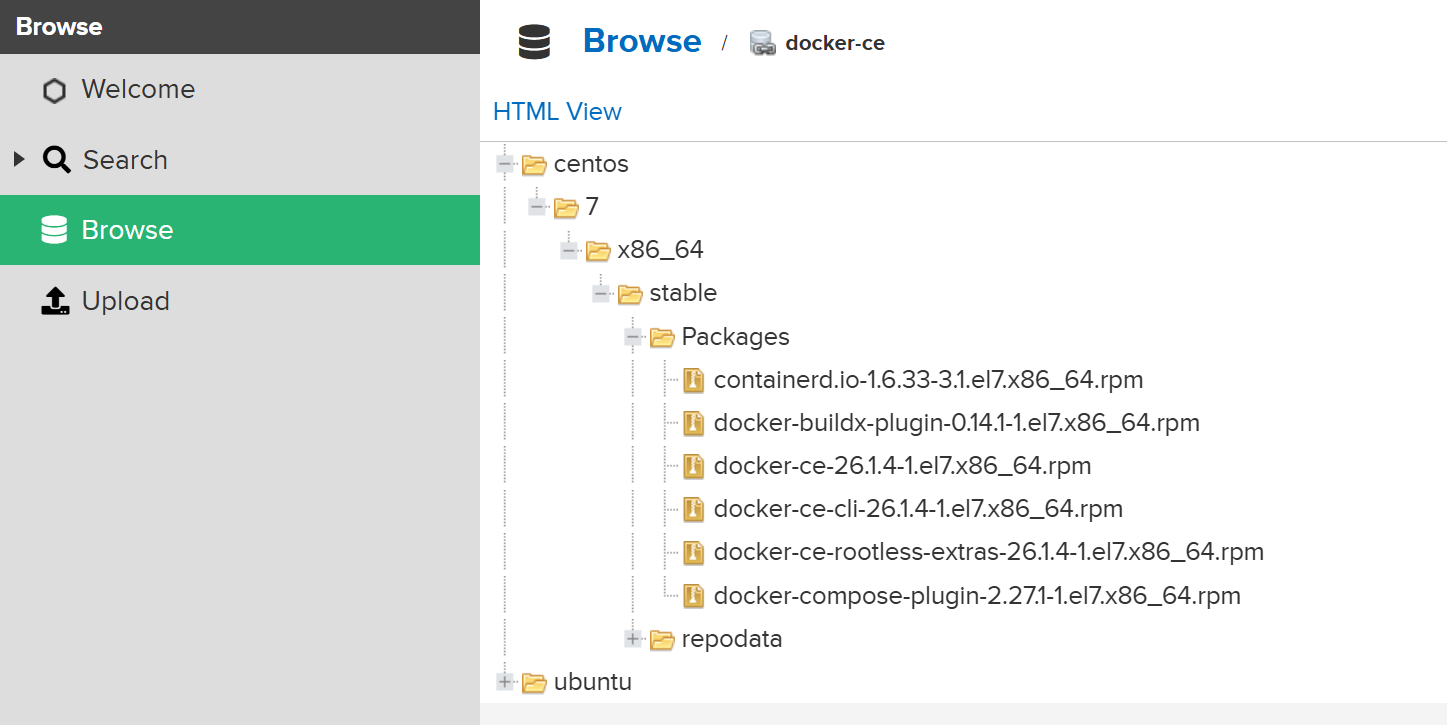 Browse
Welcome
Search
Browse
Upload
Browse / docker-ce
HTML View
centos
7
x86_64
stable
Packages
containerd.io-1.6.33-3.1.el7.x86_64.rpm
docker-buildx-plugin-0.14.1-1.el7.x86_64.rpm
docker-ce-26.1.4-1.el7.x86_64.rpm
docker-ce-cli-26.1.4-1.el7.x86_64.rpm
docker-ce-rootless-extras-26.1.4-1.el7.x86_64.rpm
docker-compose-plugin-2.27.1-1.el7.x86_64.rpm
repodata
ubuntu